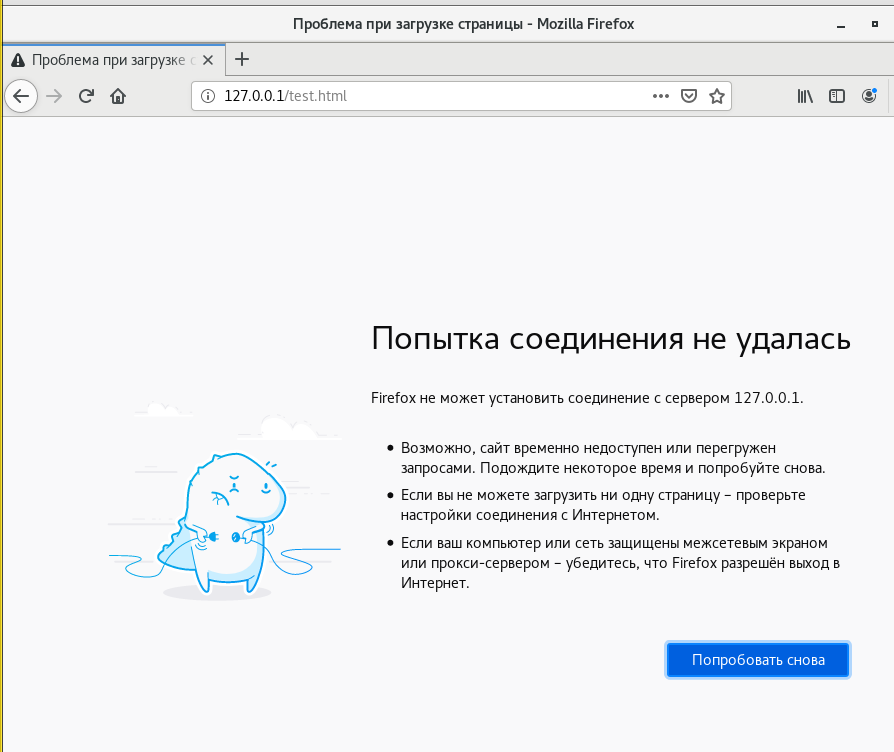 Проблема при загрузке страницы - Mozilla Firefox
Проблема при загрузке с
127.0.0.1/test.html
Попытка соединения не удалась
Firefox не может установить соединение с сервером 127.0.0.1.
Возможно, сайт временно недоступен или перегружен
запросами. Подождите некоторое время и попробуйте снова.
Если вы не можете загрузить ни одну страницу – проверьте
настройки соединения с Интернетом.
Если ваш компьютер или сеть защищены межсетевым экраном
или прокси-сервером – убедитесь, что Firefox разрешён выход в
Интернет.
Попробовать снова